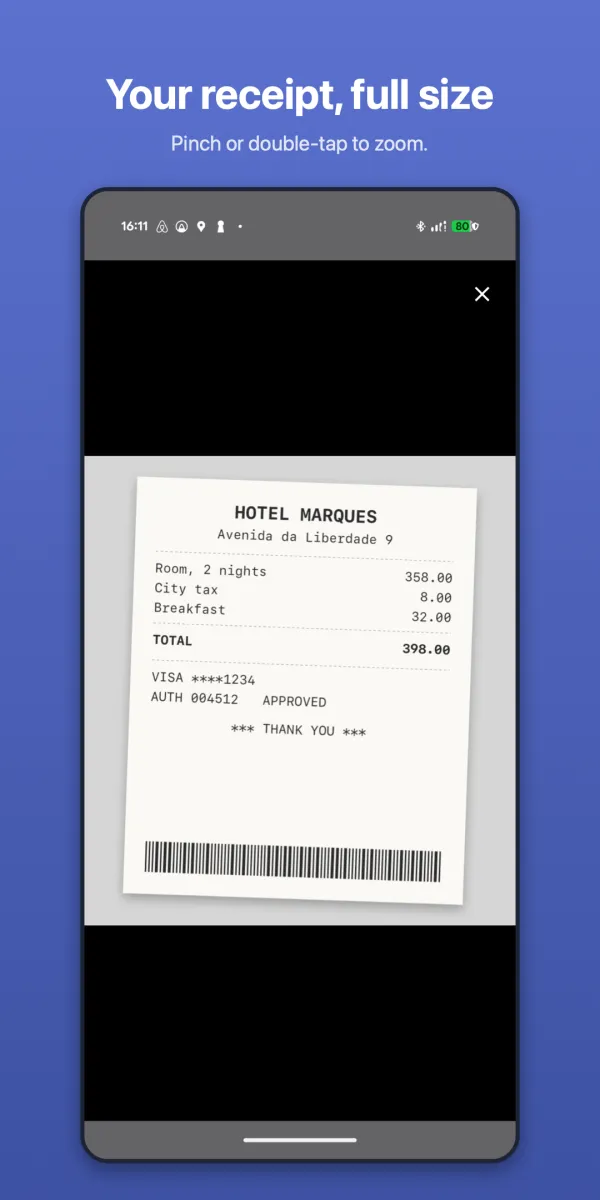 Your receipt, full size
Pinch or double-tap to zoom.
16:11
80
HOTEL MARQUES
Avenida da Liberdade 9
Room, 2 nights 358.00
City tax 8.00
Breakfast 32.00
TOTAL 398.00
VISA ****1234
AUTH 004512 APPROVED
*** THANK YOU ***